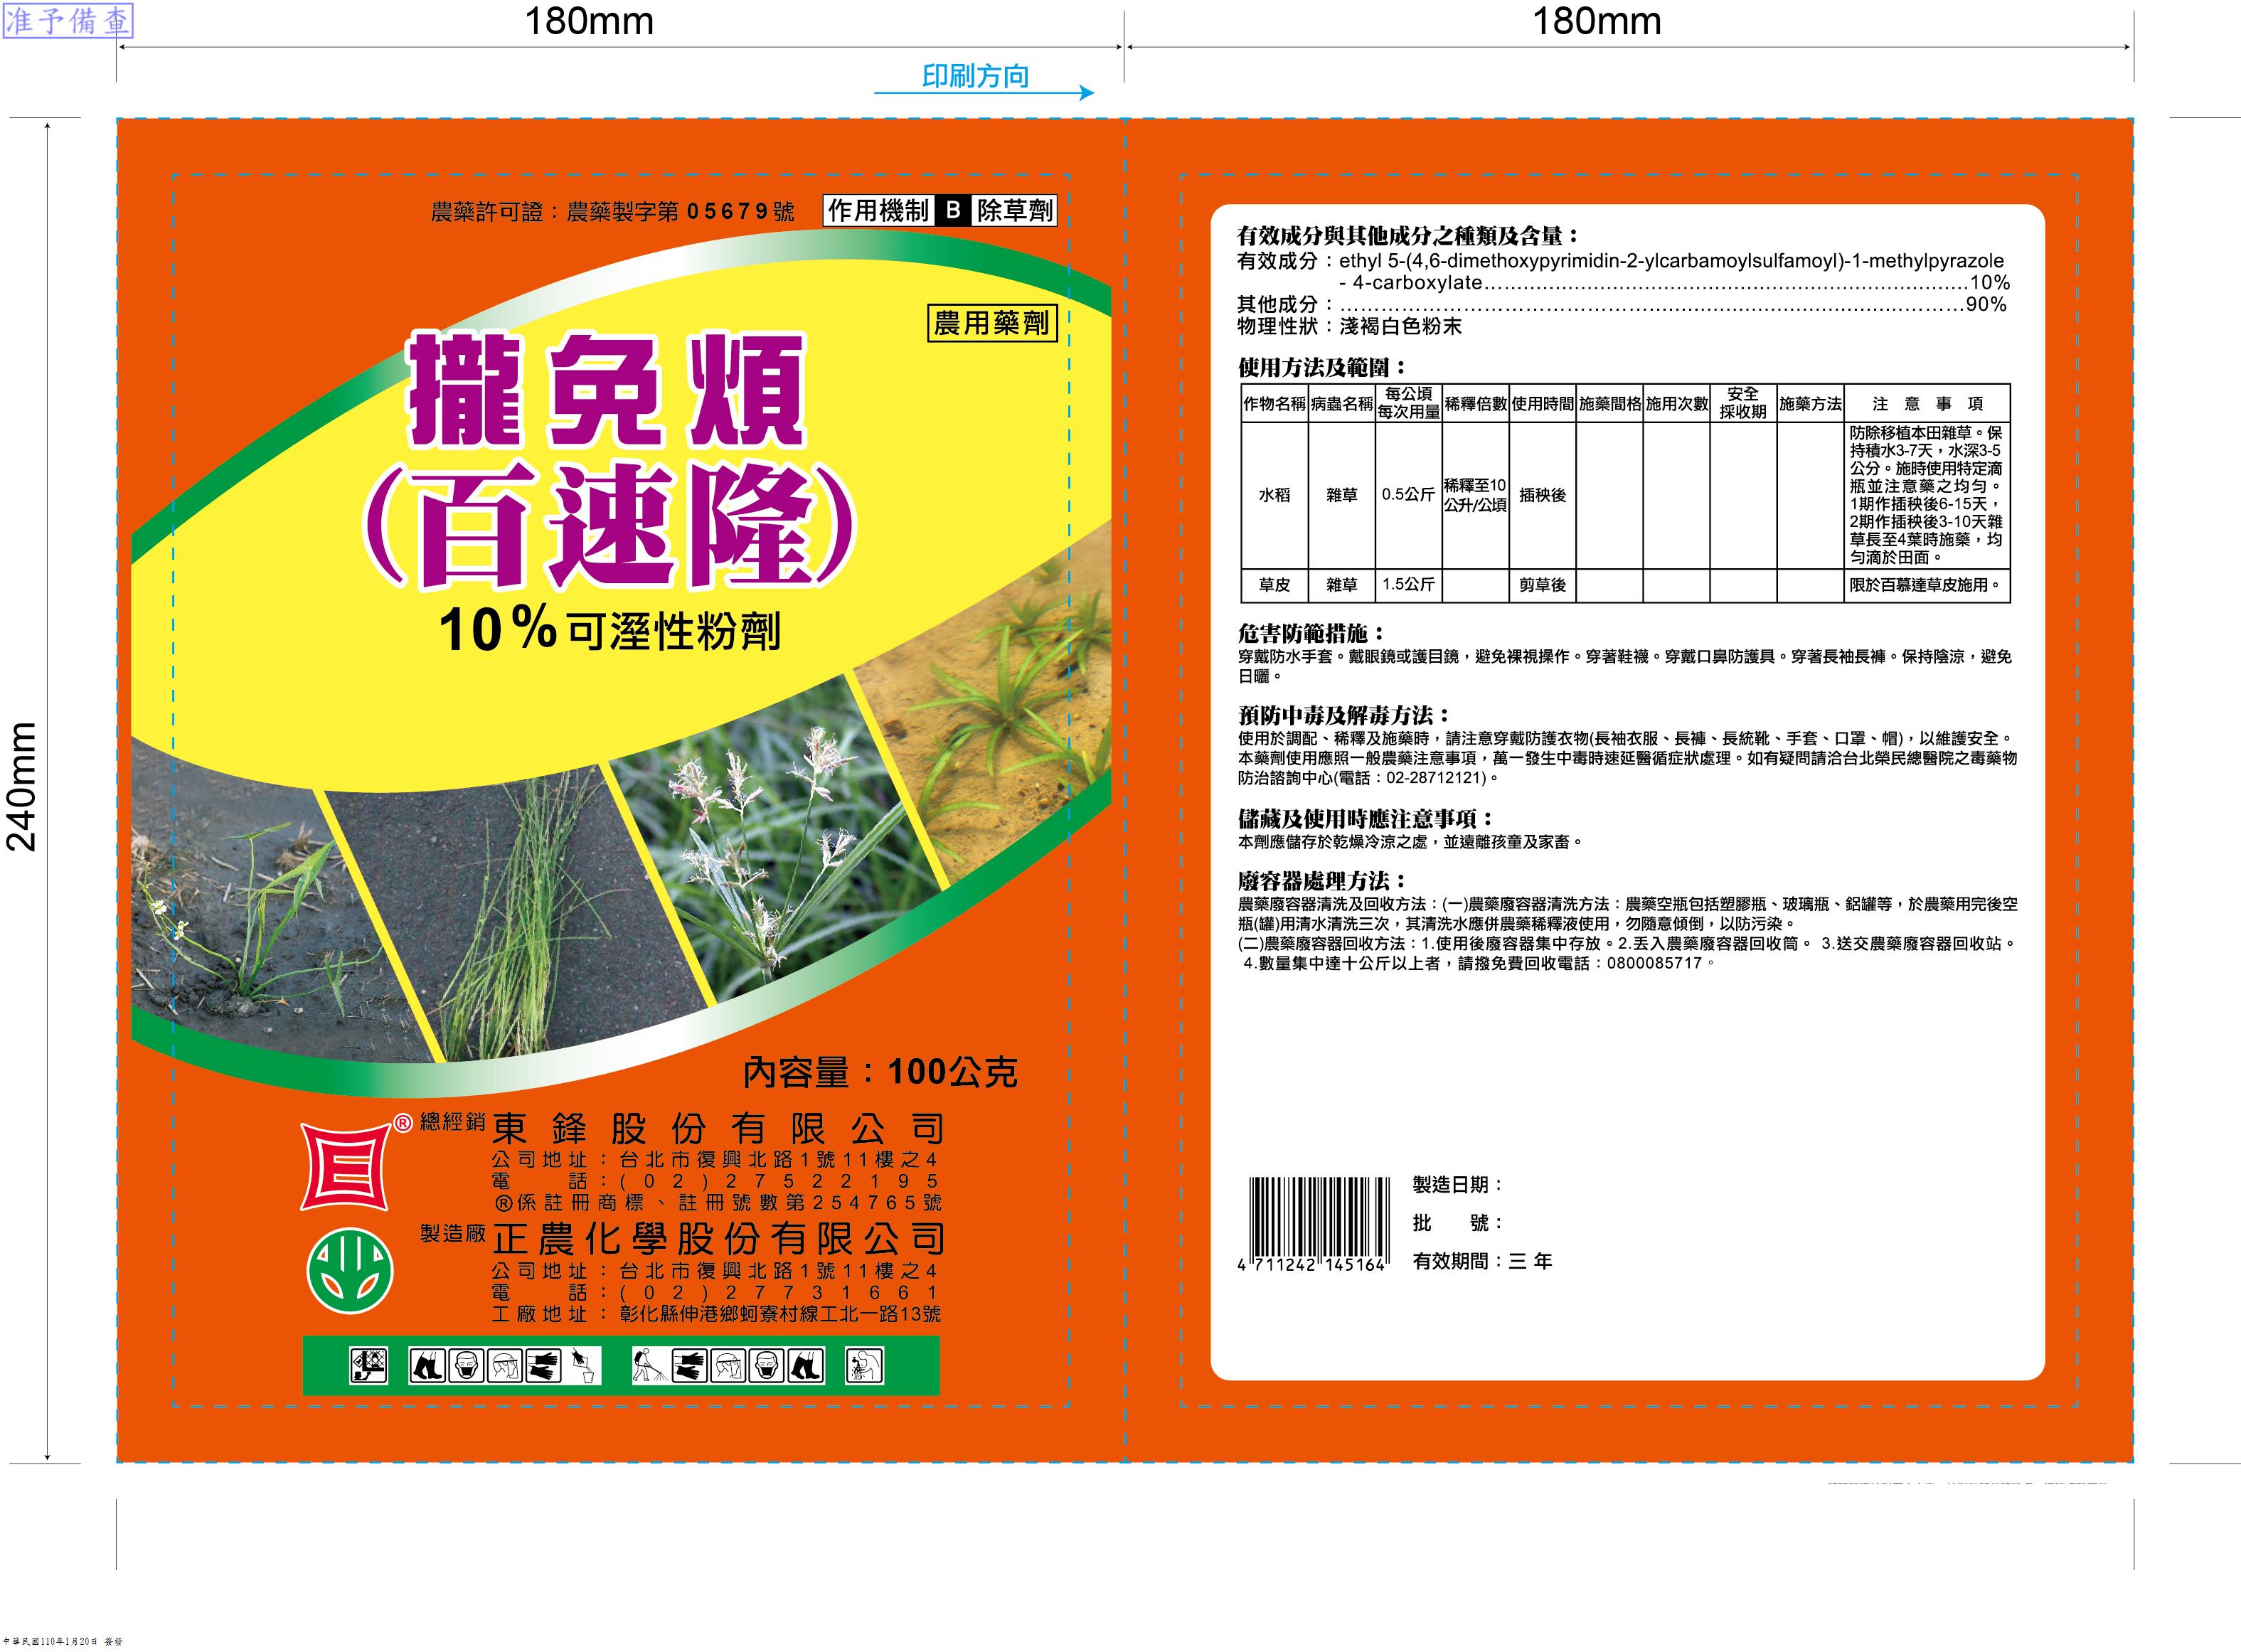 准予備查
180mm
180mm
印刷方向
240mm
農藥許可證：農藥製字第05679號
作用機制 B 除草劑
農用藥劑
攏免煩
(百速隆)
10%可溼性粉劑
內容量：100公克
® 總經銷 東鋒股份有限公司
公司地址：台北市復興北路1號11樓之4
電話：(02)27522195
®係註冊商標、註冊號數第254765號
製造廠 正農化學股份有限公司
公司地址：台北市復興北路1號11樓之4
電話：(02)27731661
工廠地址：彰化縣伸港鄉蚵寮村線工北一路13號
有效成分與其他成分之種類及含量：
有效成分：ethyl 5-(4,6-dimethoxypyrimidin-2-ylcarbamoylsulfamoyl)-1-methylpyrazole
- 4-carboxylate...10%
其他成分：...90%
物理性狀：淺褐白色粉末
使用方法及範圍：
作物名稱 病蟲名稱 每公頃每次用量 稀釋倍數 使用時間 施藥間格 施用次數 安全採收期 施藥方法 注意事項
水稻 雜草 0.5公斤 稀釋至10公升/公頃 插秧後
防除移植本田雜草。保
持積水3-7天，水深3-5
公分。施時使用特定滴
瓶並注意藥之均勻。
1期作插秧後6-15天，
2期作插秧後3-10天雜
草長至4葉時施藥，均
勻滴於田面。
草皮 雜草 1.5公斤 剪草後 限於百慕達草皮施用。
危害防範措施：
穿戴防水手套。戴眼鏡或護目鏡，避免裸視操作。穿著鞋襪。穿戴口鼻防護具。穿著長袖長褲。保持陰涼，避免
日曬。
預防中毒及解毒方法：
使用於調配、稀釋及施藥時，請注意穿戴防護衣物(長袖衣服、長褲、長統靴、手套、口罩、帽)，以維護安全。
本藥劑使用應照一般農藥注意事項，萬一發生中毒時速延醫循症狀處理。如有疑問請洽台北榮民總醫院之毒藥物
防治諮詢中心(電話：02-28712121)。
儲藏及使用時應注意事項：
本劑應儲存於乾燥冷涼之處，並遠離孩童及家畜。
廢容器處理方法：
農藥廢容器清洗及回收方法：(一)農藥廢容器清洗方法：農藥空瓶包括塑膠瓶、玻璃瓶、鋁罐等，於農藥用完後空
瓶(罐)用清水清洗三次，其清洗水應併農藥稀釋液使用，勿隨意傾倒，以防污染。
(二)農藥廢容器回收方法：1.使用後廢容器集中存放。2.丟入農藥廢容器回收筒。 3.送交農藥廢容器回收站。
4.數量集中達十公斤以上者，請撥免費回收電話：0800085717。
4 711242 145164
製造日期：
批號：
有效期間：三年
中華民國110年1月20日 簽發